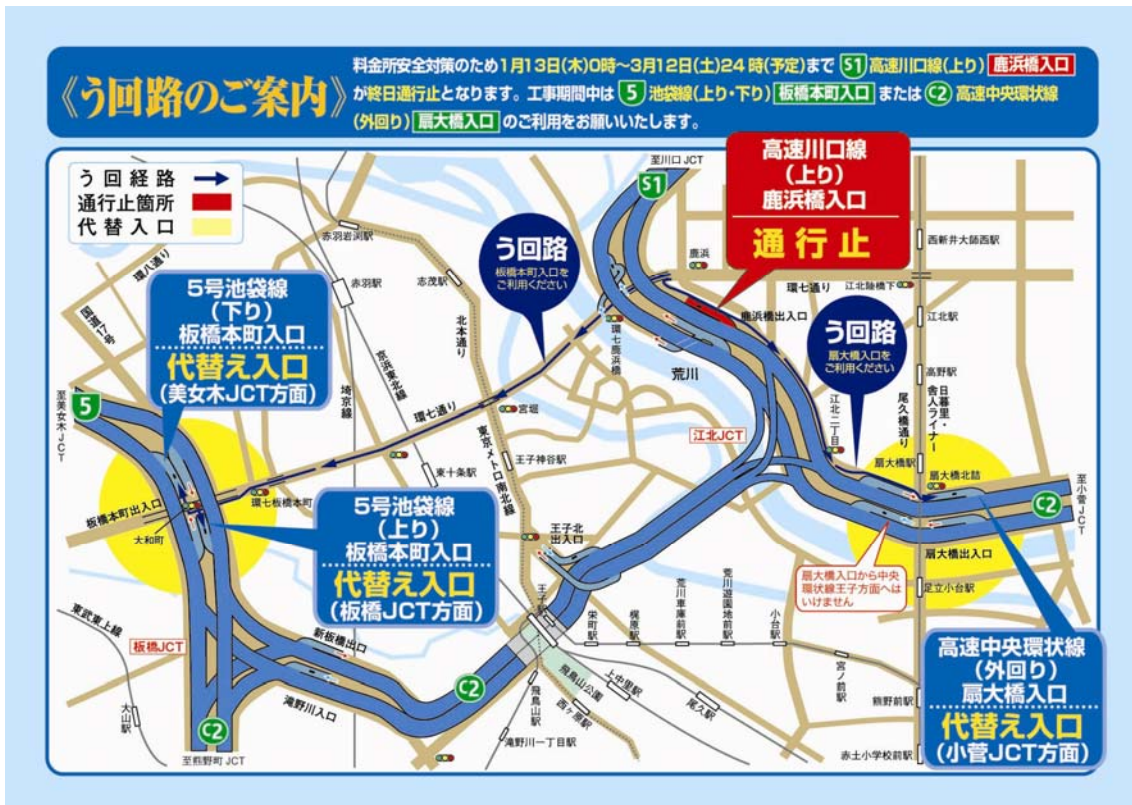 《う回路のご案内》
料金所安全対策のため1月13日(木)0時〜3月12日(土)24時(予定)まで S1 高速川口線(上り) 鹿浜橋入口
が終日通行止となります。工事期間中は 5 池袋線(上り・下り) 板橋本町入口 または C2 高速中央環状線
(外回り) 扇大橋入口 のご利用をお願いいたします。
う回経路
通行止箇所
代替入口
至川口JCT
S1
高速川口線
(上り)
鹿浜橋入口
通行止
う回路
板橋本町入口を
ご利用ください
う回路
扇大橋入口を
ご利用ください
5号池袋線
(下り)
板橋本町入口
代替え入口
(美女木JCT方面)
5号池袋線
(上り)
板橋本町入口
代替え入口
(板橋JCT方面)
高速中央環状線
(外回り)
扇大橋入口
代替え入口
(小菅JCT方面)
扇大橋入口から中央
環状線王子方面へは
いけません
赤羽岩渕駅
環八通り
国道17号
赤羽駅
志茂駅
北本通り
京浜東北線
埼京線
環七通り
宮堀
東京メトロ南北線
王子神谷駅
東十条駅
環七鹿浜橋
鹿浜
環七通り
江北陸橋下
鹿浜橋出入口
西新井大師西駅
江北駅
高野駅
日暮里・
舎人ライナー
尾久橋通り
江北二丁目
扇大橋駅
扇大橋北詰
荒川
江北JCT
至小菅JCT
C2
扇大橋出入口
足立小台駅
至美女木JCT
5
板橋本町出入口
大和町
環七板橋本町
王子北
出入口
王子駅
東武東上線
板橋JCT
新板橋出口
滝野川入口
大山駅
C2
至熊野町JCT
C2
飛鳥山駅
飛鳥山公園
西ヶ原駅
滝野川一丁目駅
上中里駅
尾久駅
栄町駅
梶原駅
荒川車庫前駅
荒川遊園地前駅
小台駅
宮ノ前駅
熊野前駅
赤土小学校前駅